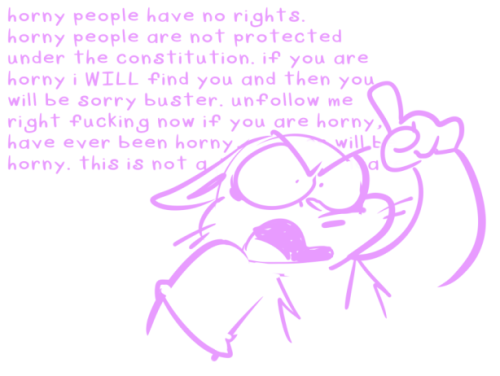 horny people have no rights.
horny people are not protected
under the constitution. if you are
horny i WILL find you and then you
will be sorry buster. unfollow me
right fucking now if you are horny,
have ever been horny will
horny. this is not a a